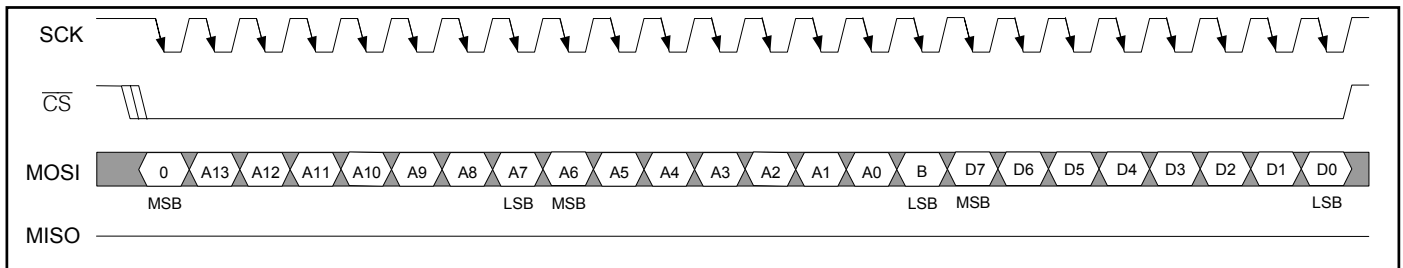 SCK
CS
MOSI 0 A13 A12 A11 A10 A9 A8 A7 A6 A5 A4 A3 A2 A1 A0 B D7 D6 D5 D4 D3 D2 D1 D0
MSB LSB MSB LSB MSB LSB
MISO